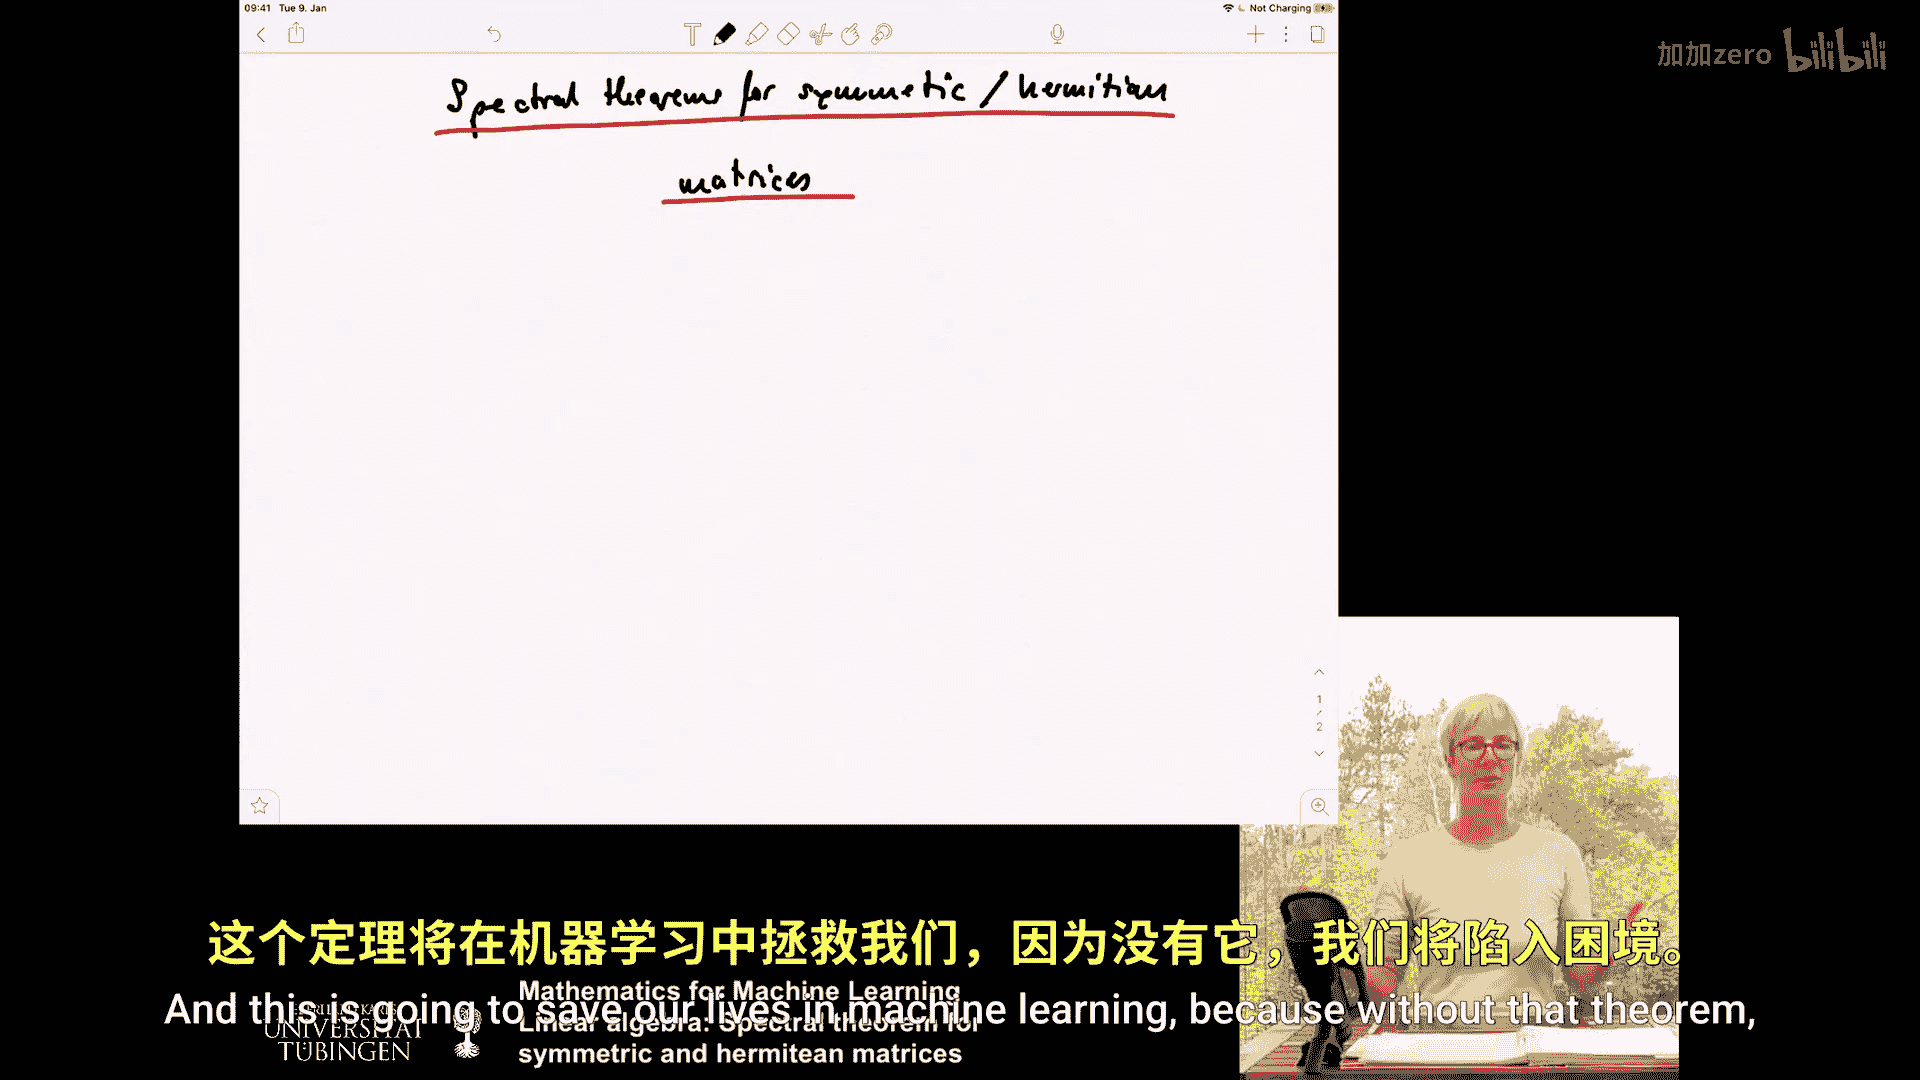 09:41 Tue 9. Jan
Not Charging
加加zero bilibili
T
Spectral theorems for symmetric / hermitian
matrices
1
2
这个定理将在机器学习中拯救我们，因为没有它，我们将陷入困境。
And this is going to save our lives in machine learning, because without that theorem,
UNIVERSITÄT
TÜBINGEN
Mathematics for Machine Learning
Linear algebra: Spectral theorem for
symmetric and hermitean matrices